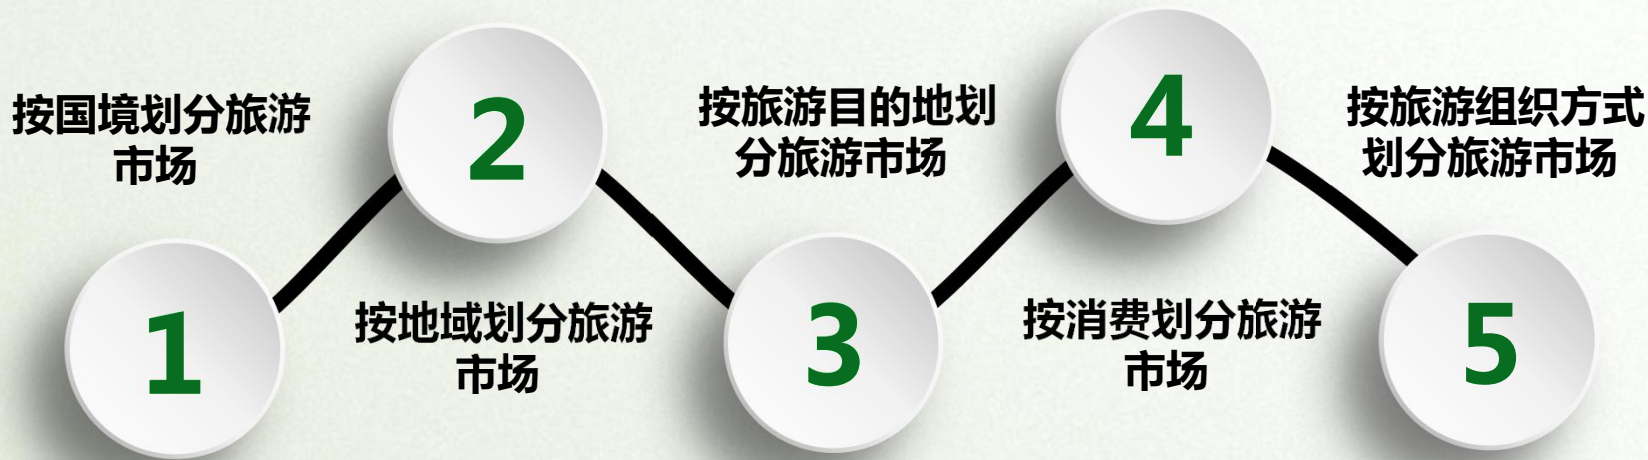 按国境划分旅游
市场
1
2
按地域划分旅游
市场
按旅游目的地划
分旅游市场
3
4
按消费划分旅游
市场
按旅游组织方式
划分旅游市场
5